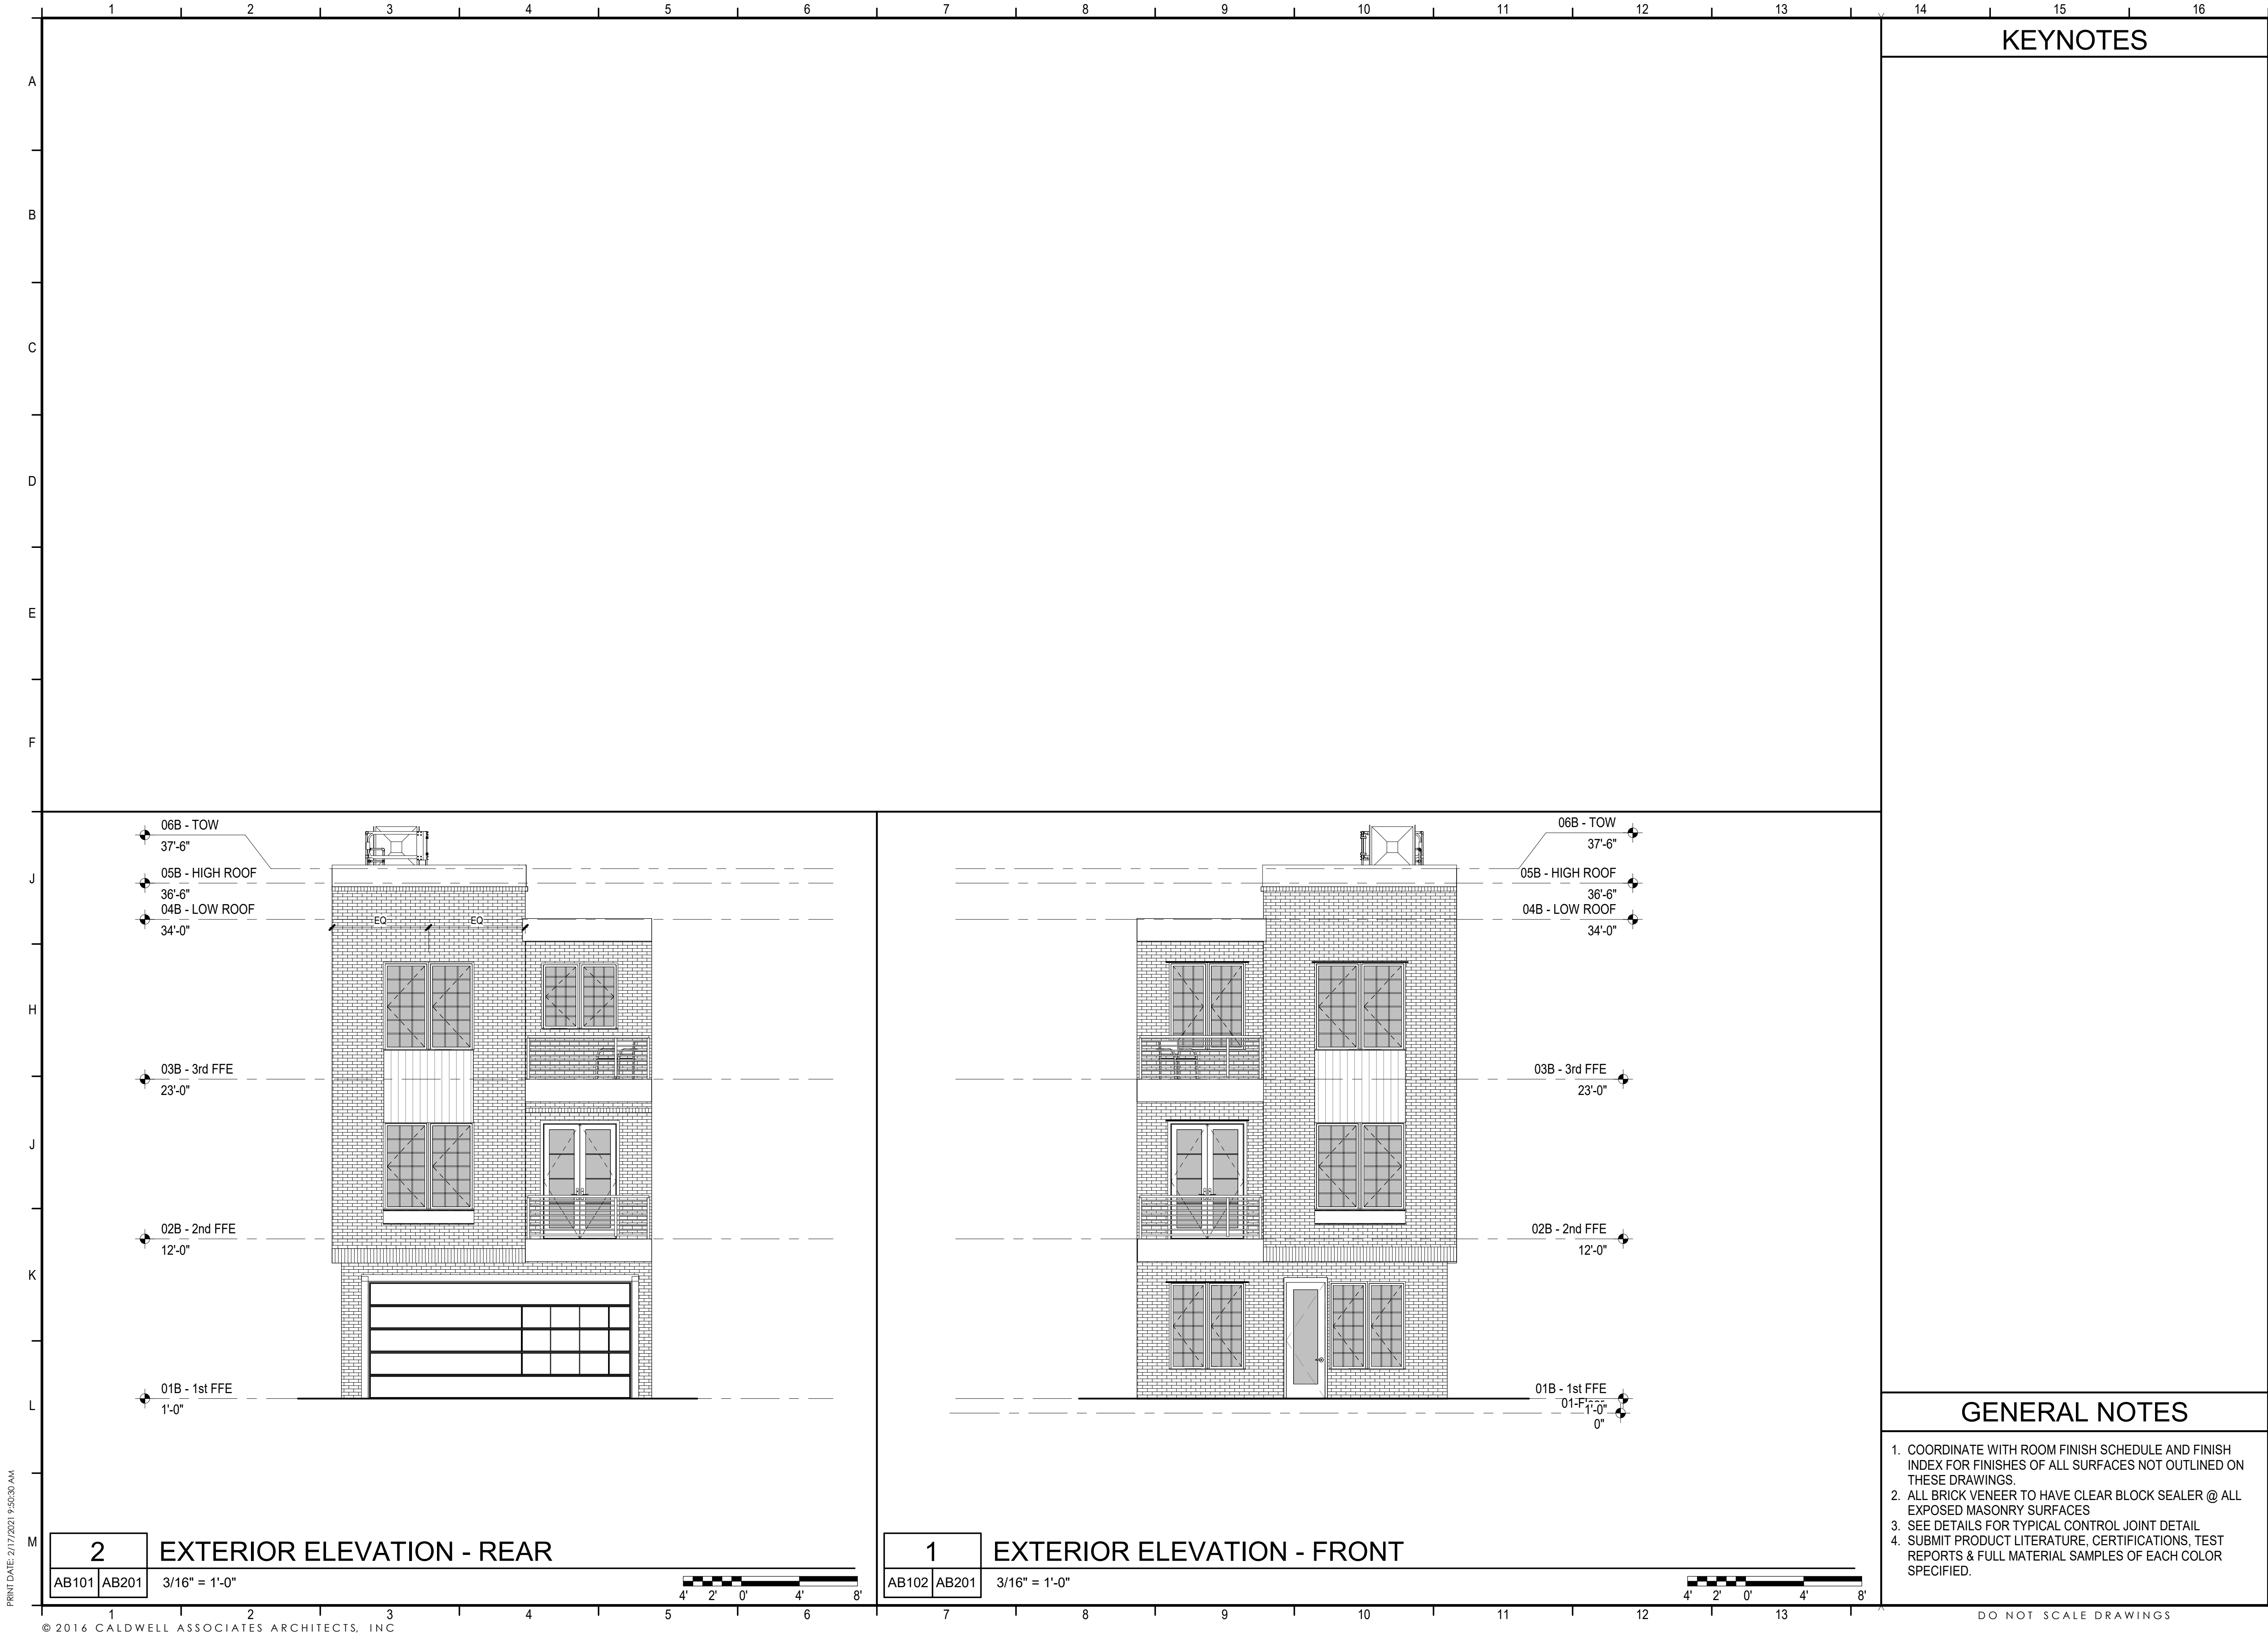 1 2 3 4 5 6 7 8 9 10 11 12 13 14 15 16
KEYNOTES
A
B
C
D
E
F
J
H
J
K
L
M
06B - TOW
37'-6"
05B - HIGH ROOF
36'-6"
04B - LOW ROOF
34'-0"
EQ EQ
03B - 3rd FFE
23'-0"
02B - 2nd FFE
12'-0"
01B - 1st FFE
1'-0"
06B - TOW
37'-6"
05B - HIGH ROOF
36'-6"
04B - LOW ROOF
34'-0"
03B - 3rd FFE
23'-0"
02B - 2nd FFE
12'-0"
01B - 1st FFE
1'-0"
0"
GENERAL NOTES
1. COORDINATE WITH ROOM FINISH SCHEDULE AND FINISH
INDEX FOR FINISHES OF ALL SURFACES NOT OUTLINED ON
THESE DRAWINGS.
2. ALL BRICK VENEER TO HAVE CLEAR BLOCK SEALER @ ALL
EXPOSED MASONRY SURFACES
3. SEE DETAILS FOR TYPICAL CONTROL JOINT DETAIL
4. SUBMIT PRODUCT LITERATURE, CERTIFICATIONS, TEST
REPORTS & FULL MATERIAL SAMPLES OF EACH COLOR
SPECIFIED.
2 EXTERIOR ELEVATION - REAR
AB101 AB201 3/16" = 1'-0"
4' 2' 0' 4' 8'
1 EXTERIOR ELEVATION - FRONT
AB102 AB201 3/16" = 1'-0"
4' 2' 0' 4' 8'
1 2 3 4 5 6 7 8 9 10 11 12 13
DO NOT SCALE DRAWINGS
© 2016 CALDWELL ASSOCIATES ARCHITECTS, INC
PRINT DATE: 2/17/2021 9:50:30 AM